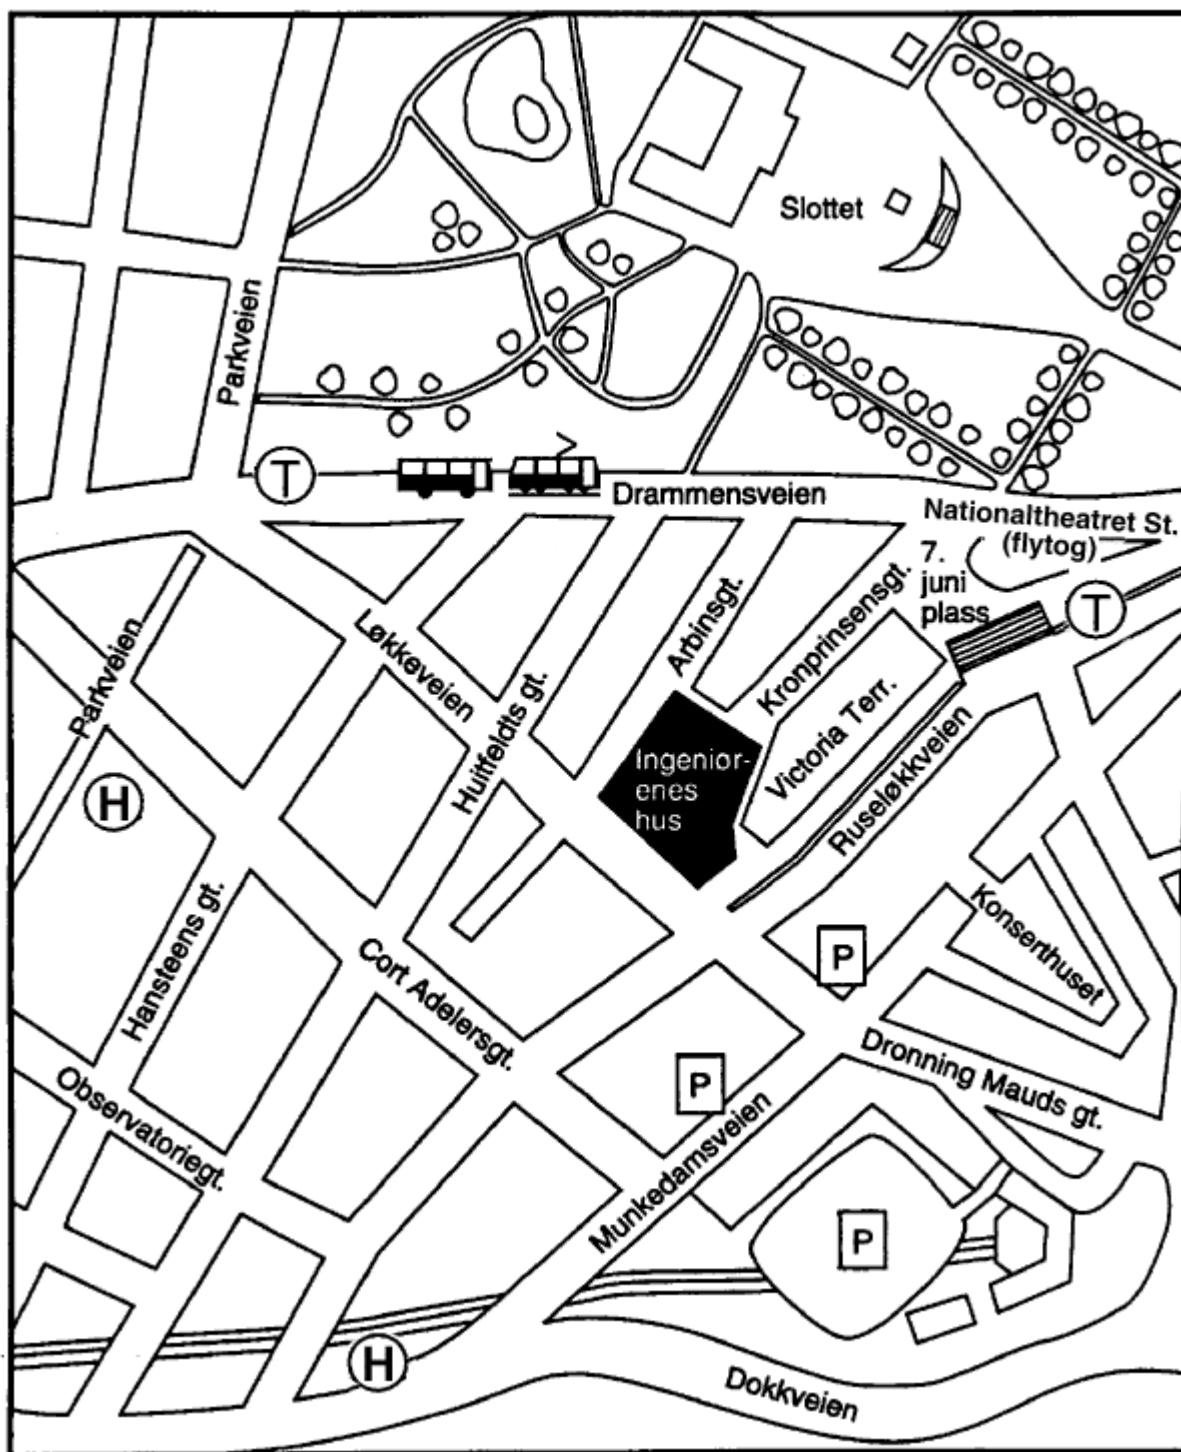 Slottet
Parkveien
T
Drammensveien
Nationaltheatret St.
(flytog)
7.
juni
plass
T
Løkkeveien
Arbinsgt.
Kronprinsensgt.
Parkveien
Huitfeldts gt.
Victoria Terr.
Ruseløkkveien
Ingeniør-
enes
hus
H
Hansteens gt.
Konserthuset
P
Cort Adelersgt.
Dronning Mauds gt.
P
Observatoriegt.
Munkedamsveien
P
H
Dokkveien